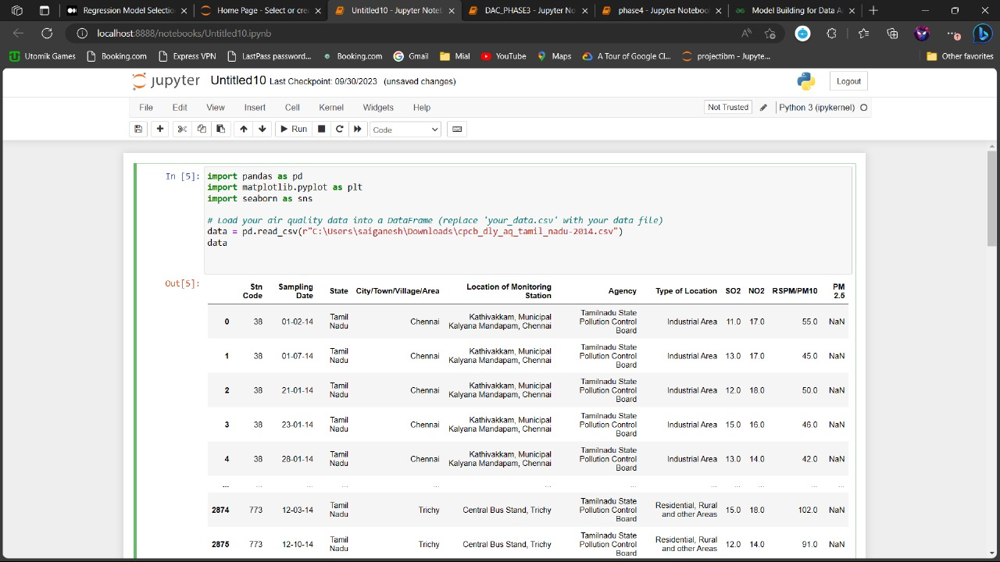 Regression Model Selectio
Home Page - Select or cre
Untitled10 - Jupyter Note
DAC_PHASE3 - Jupyter No
phase4 - Jupyter Noteboo
Model Building for Data A
localhost:8888/notebooks/Untitled10.ipynb
Utomik Games
Booking.com
Express VPN
LastPass password...
Booking.com
Gmail
Mial
YouTube
Maps
A Tour of Google Cl...
projectibm - Jupyte...
Other favorites
jupyter Untitled10 Last Checkpoint: 09/30/2023 (unsaved changes)
Logout
File Edit View Insert Cell Kernel Widgets Help
Not Trusted
Python 3 (ipykernel)
Run
Code
In [5]:
import pandas as pd
import matplotlib.pyplot as plt
import seaborn as sns
# Load your air quality data into a DataFrame (replace 'your_data.csv' with your data file)
data = pd.read_csv(r"C:\Users\saiganesh\Downloads\cpcb_dly_aq_tamil_nadu-2014.csv")
data
Out[5]:
Stn Code Sampling Date State City/Town/Village/Area Location of Monitoring Station Agency Type of Location SO2 NO2 RSPM/PM10 PM 2.5
0 38 01-02-14 Tamil Nadu Chennai Kathivakkam, Municipal Kalyana Mandapam, Chennai Tamilnadu State Pollution Control Board Industrial Area 11.0 17.0 55.0 NaN
1 38 01-07-14 Tamil Nadu Chennai Kathivakkam, Municipal Kalyana Mandapam, Chennai Tamilnadu State Pollution Control Board Industrial Area 13.0 17.0 45.0 NaN
2 38 21-01-14 Tamil Nadu Chennai Kathivakkam, Municipal Kalyana Mandapam, Chennai Tamilnadu State Pollution Control Board Industrial Area 12.0 18.0 50.0 NaN
3 38 23-01-14 Tamil Nadu Chennai Kathivakkam, Municipal Kalyana Mandapam, Chennai Tamilnadu State Pollution Control Board Industrial Area 15.0 16.0 46.0 NaN
4 38 28-01-14 Tamil Nadu Chennai Kathivakkam, Municipal Kalyana Mandapam, Chennai Tamilnadu State Pollution Control Board Industrial Area 13.0 14.0 42.0 NaN
... ... ... ... ... ... ... ... ... ... ... ...
2874 773 12-03-14 Tamil Nadu Trichy Central Bus Stand, Trichy Tamilnadu State Pollution Control Board Residential, Rural and other Areas 15.0 18.0 102.0 NaN
2875 773 12-10-14 Tamil Nadu Trichy Central Bus Stand, Trichy Tamilnadu State Pollution Control Board Residential, Rural and other Areas 12.0 14.0 91.0 NaN